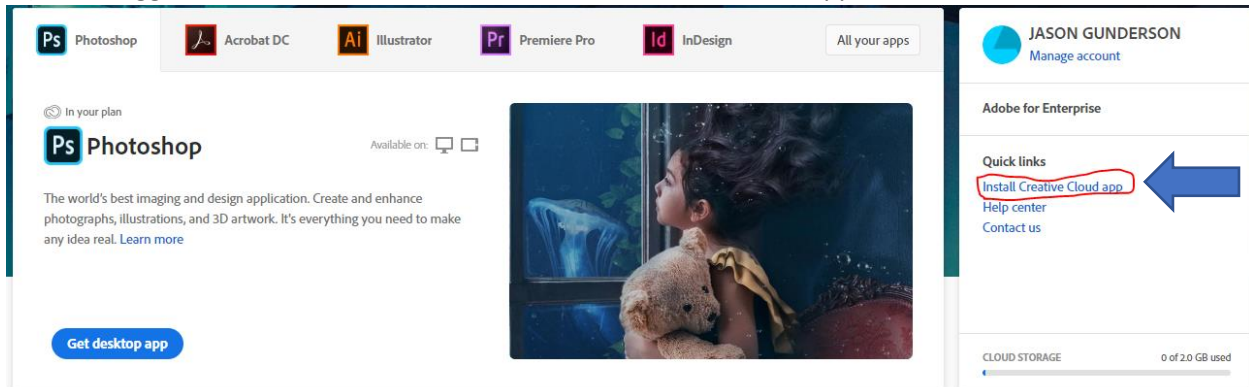 Ps Photoshop
Acrobat DC
Ai Illustrator
Pr Premiere Pro
Id InDesign
All your apps
In your plan
Ps Photoshop
Available on:
The world's best imaging and design application. Create and enhance
photographs, illustrations, and 3D artwork. It's everything you need to make
any idea real. Learn more
Get desktop app
JASON GUNDERSON
Manage account
Adobe for Enterprise
Quick links
Install Creative Cloud app
Help center
Contact us
CLOUD STORAGE 0 of 2.0 GB used